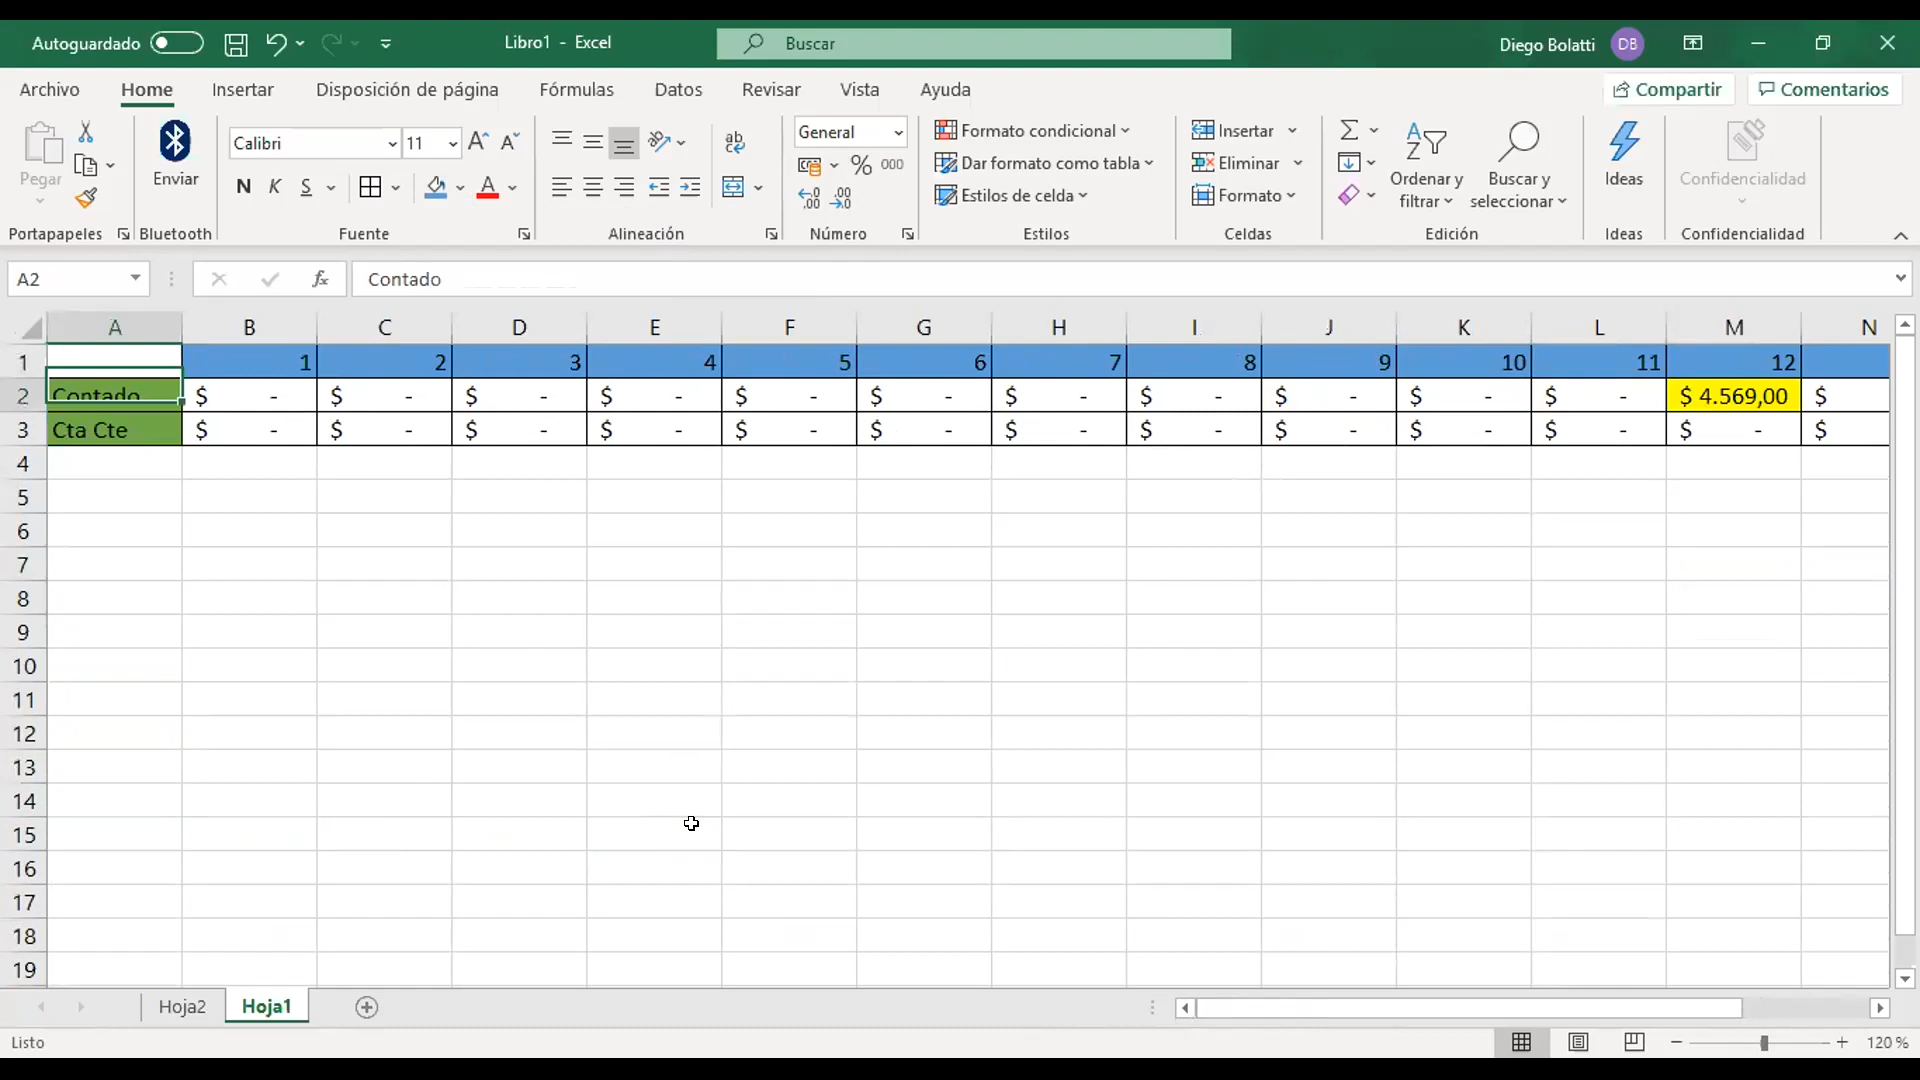 Autoguardado Libro1 - Excel Buscar Diego Bolatti DB
Archivo Home Insertar Disposición de página Fórmulas Datos Revisar Vista Ayuda Compartir Comentarios
Pegar Enviar Calibri 11 General % 000 Formato condicional Insertar Σ Ordenar y filtrar Buscar y seleccionar Ideas Confidencialidad
N K S A ab Dar formato como tabla Eliminar
Estilos de celda Formato
Portapapeles Bluetooth Fuente Alineación Número Estilos Celdas Edición Ideas Confidencialidad
A2 fx Contado
A B C D E F G H I J K L M N
1 1 2 3 4 5 6 7 8 9 10 11 12
2 Contado $ - $ - $ - $ - $ - $ - $ - $ - $ - $ - $ - $ 4.569,00 $
3 Cta Cte $ - $ - $ - $ - $ - $ - $ - $ - $ - $ - $ - $ - $
4
5
6
7
8
9
10
11
12
13
14
15
16
17
18
19
Hoja2 Hoja1
Listo 120 %